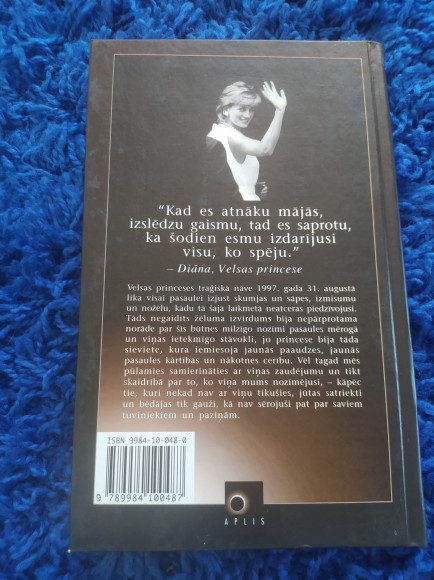 “Kad es atnāku mājās,
izslēdzu gaismu, tad es saprotu,
ka šodien esmu izdarījusi
visu, ko spēju.”
– Diāna, Velsas princese
Velsas princeses traģiskā nāve 1997. gada 31. augustā
lika visai pasaulei izjust skumjas un sāpes, izmisumu
un nožēlu, kādu tā šajā laikmetā neatceras piedzīvojusi.
Tāds negaidīts želuma izvirdums bija nepārprotama
norāde par šīs būtnes milzīgo nozīmi pasaules mērogā
un viņas ietekmīgo stāvokli, jo princese bija tāda
sieviete, kura iemiesoja jaunās paaudzes, jaunās
pasaules kārtības un nākotnes cerību. Vēl tagad mēs
pūlamies samierināties ar viņas zaudējumu un tikt
skaidrībā par to, ko viņa mums nozīmējusi, – kāpēc
tie, kuri nekad nav ar viņu tikušies, jūtas satriekti
un bēdājas tik gauži, kā nav sērojuši pat par saviem
tuviniekiem un paziņām.
ISBN 9984-10-048-0
9 789984 100487
APLIS